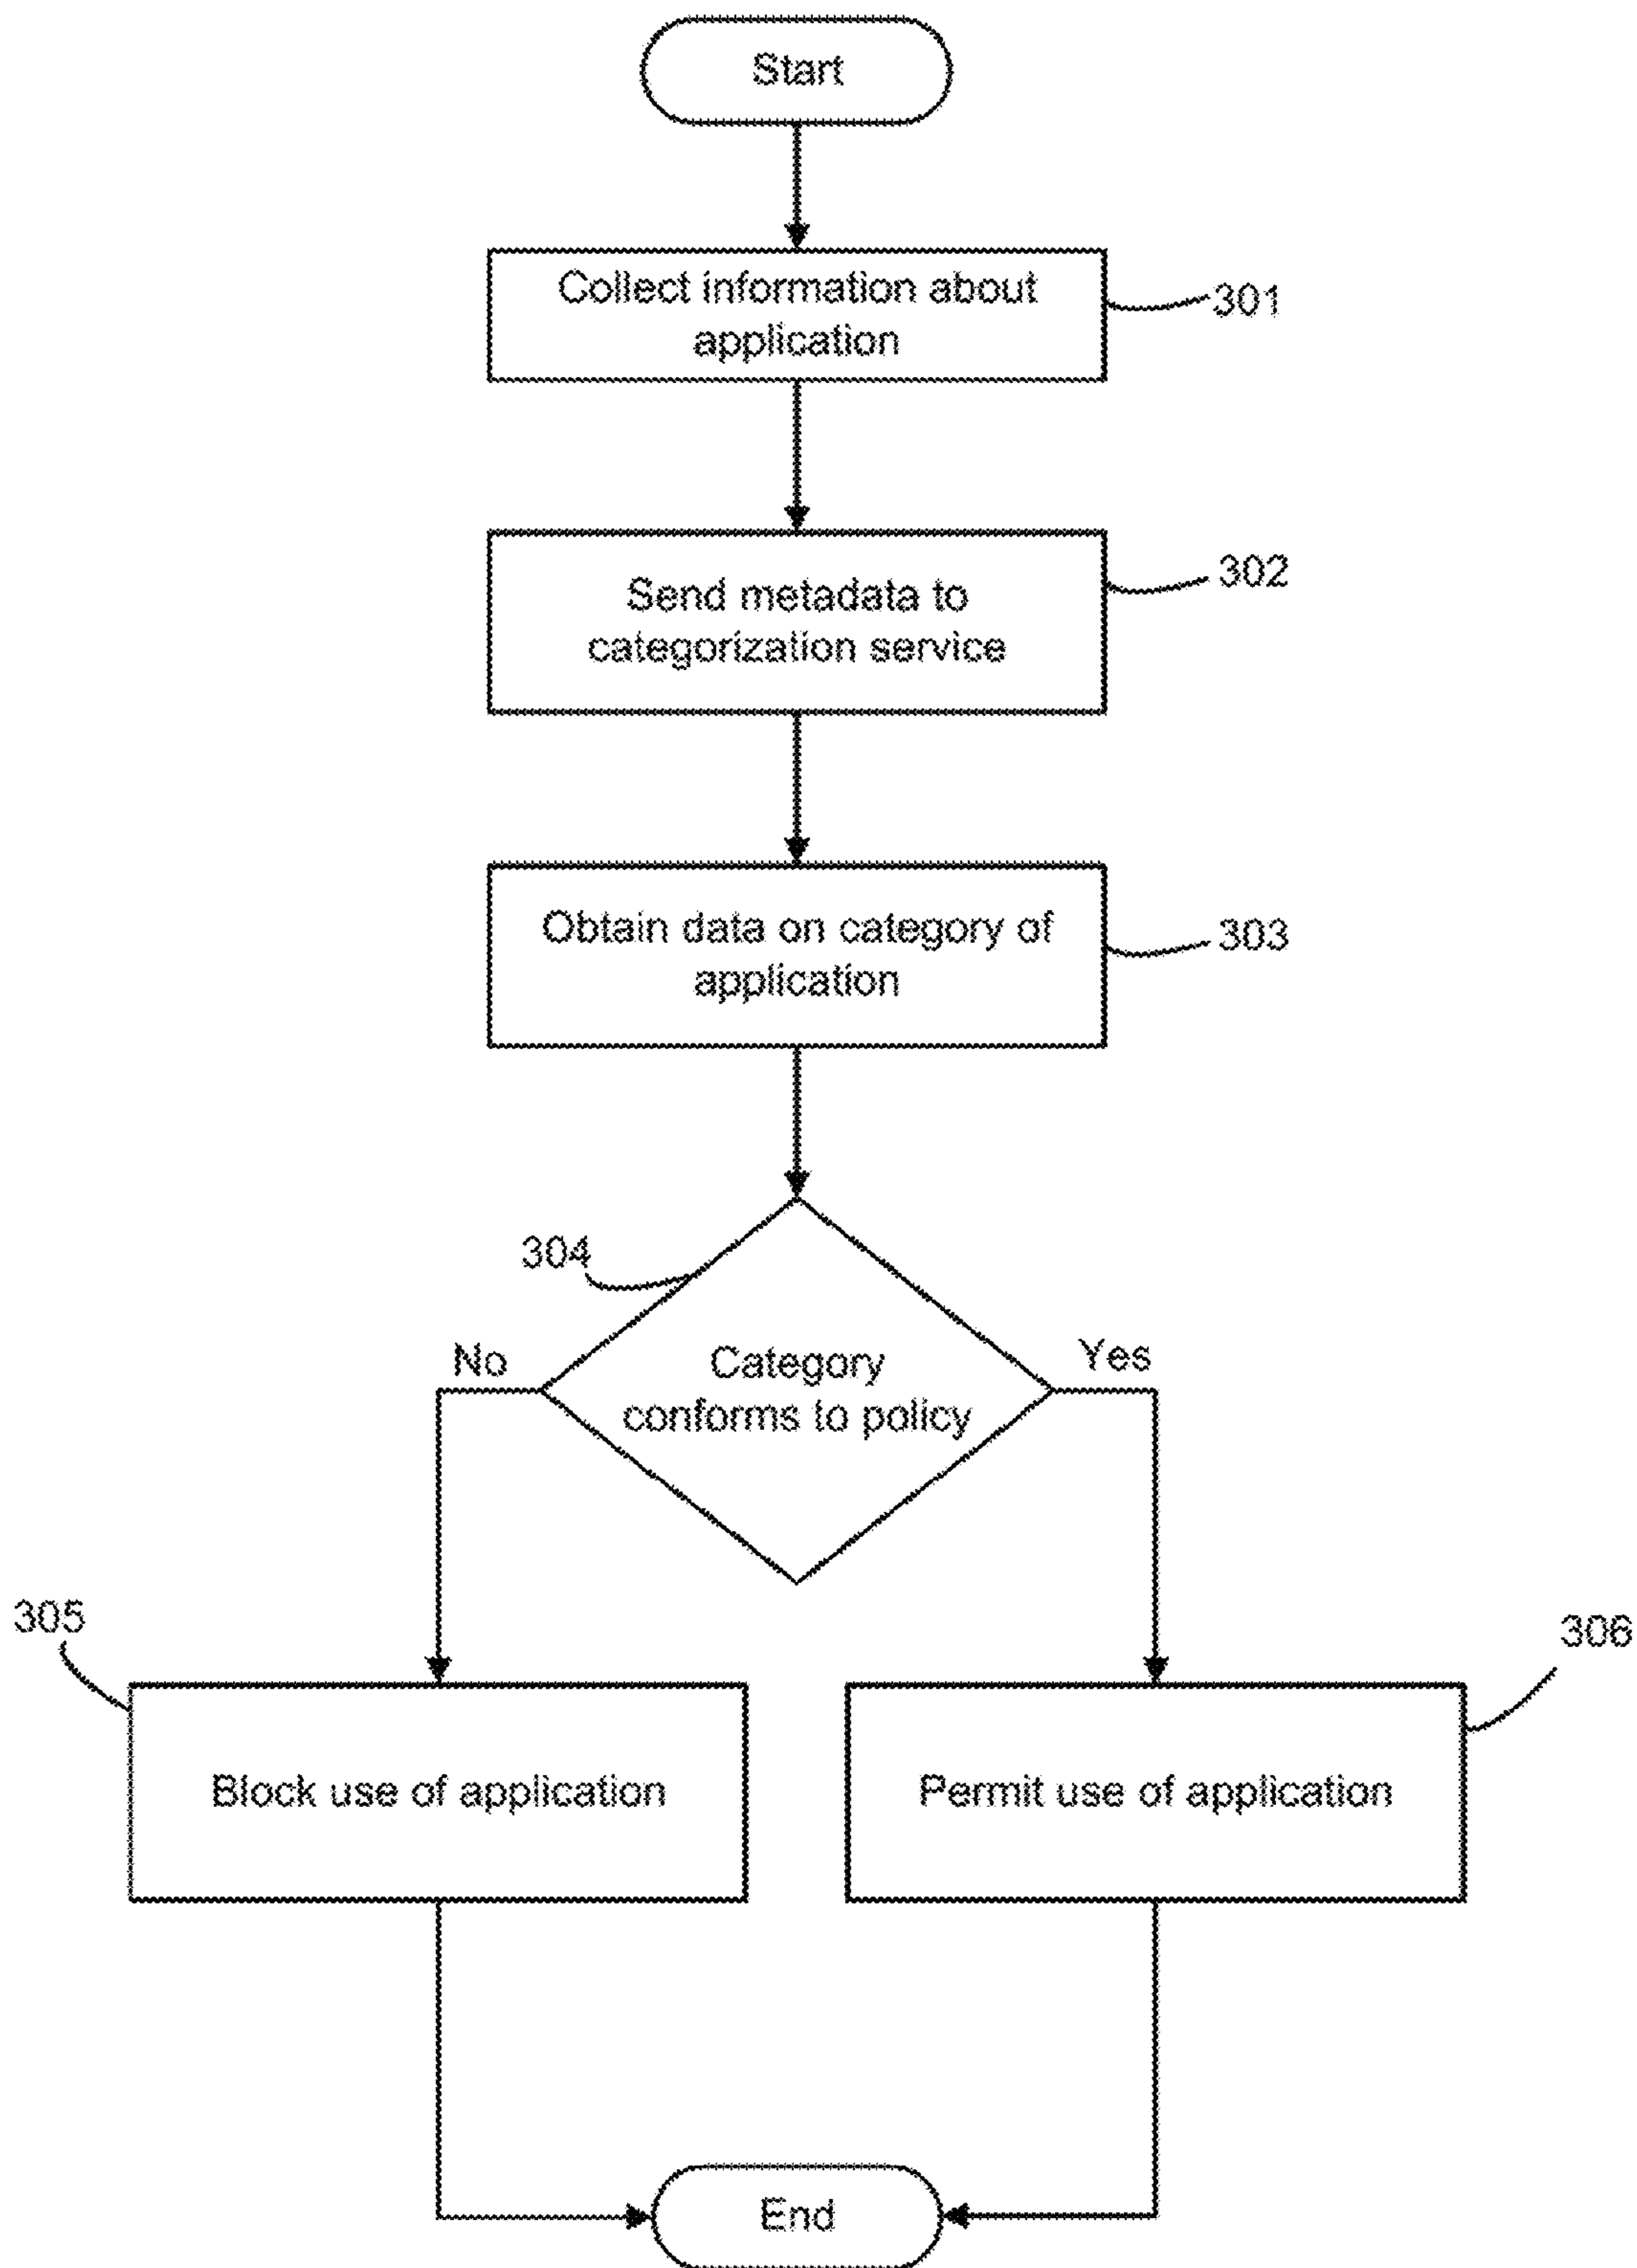 Start
Collect information about
application
301
Send metadata to
categorization service
302
Obtain data on category of
application
303
304
No
Category
conforms to policy
Yes
305
306
Block use of application
Permit use of application
End